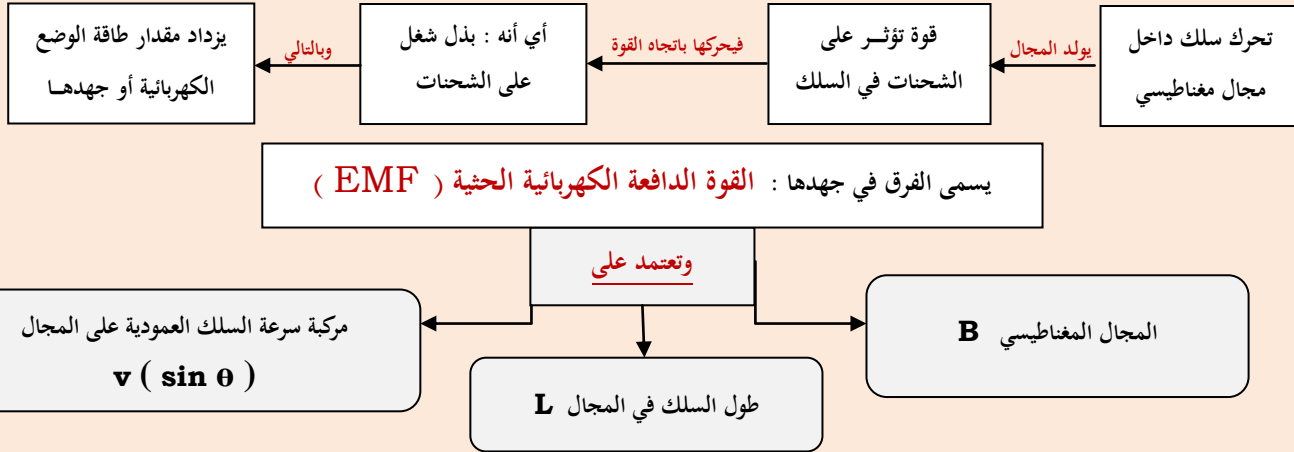 تحرك سلك داخل
مجال مغناطيسي
يولد المجال
قوة تؤثــر على
الشحنات في السلك
فيحركها باتجاه القوة
أي أنه : بذل شغل
على الشحنات
وبالتالي
يزداد مقدار طاقة الوضع
الكهربائية أو جهدهــا
يسمى الفرق في جهدها : القوة الدافعة الكهربائية الحثية ( EMF )
وتعتمد على
المجال المغناطيسي B
طول السلك في المجال L
مركبة سرعة السلك العمودية على المجال
v ( sin θ )